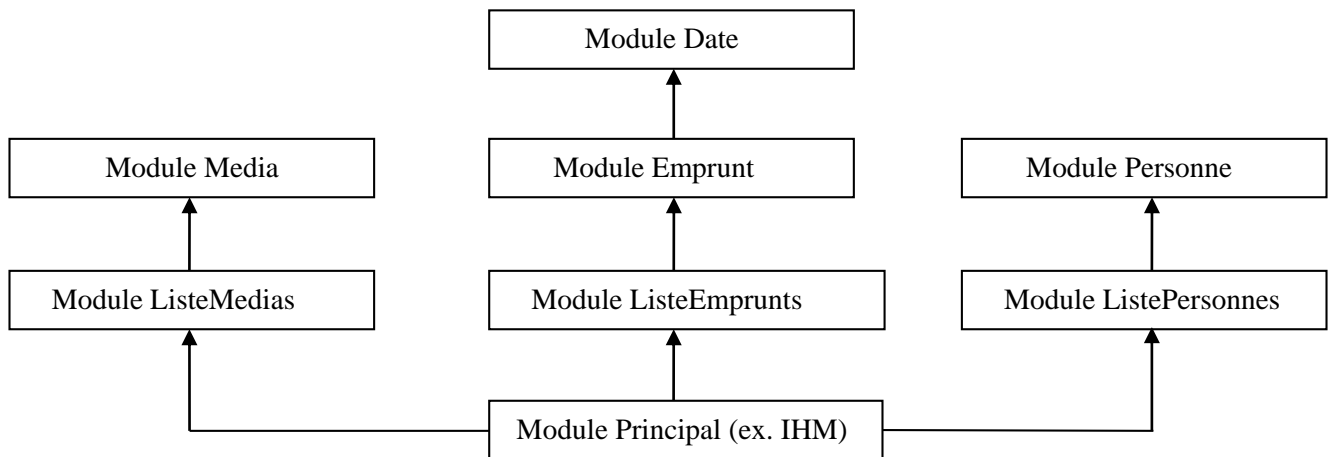 Module Date
Module Media
Module Emprunt
Module Personne
Module ListeMedias
Module ListeEmprunts
Module ListePersonnes
Module Principal (ex. IHM)